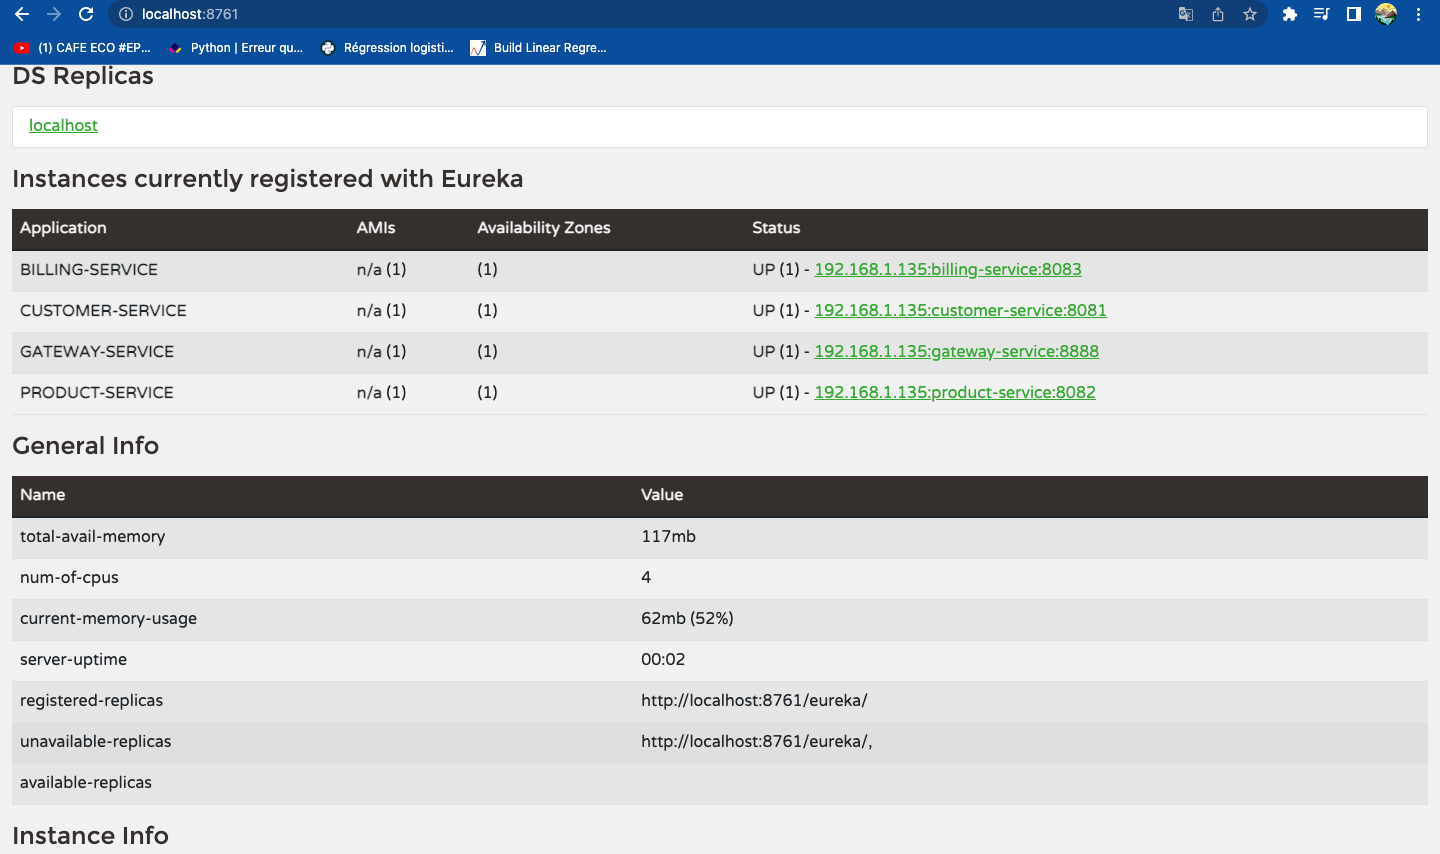 localhost:8761
(1) CAFE ECO #EP... Python | Erreur qu... Régression logisti... Build Linear Regre...
DS Replicas
localhost
Instances currently registered with Eureka
Application AMIs Availability Zones Status
BILLING-SERVICE n/a (1) (1) UP (1) - 192.168.1.135:billing-service:8083
CUSTOMER-SERVICE n/a (1) (1) UP (1) - 192.168.1.135:customer-service:8081
GATEWAY-SERVICE n/a (1) (1) UP (1) - 192.168.1.135:gateway-service:8888
PRODUCT-SERVICE n/a (1) (1) UP (1) - 192.168.1.135:product-service:8082
General Info
Name Value
total-avail-memory 117mb
num-of-cpus 4
current-memory-usage 62mb (52%)
server-uptime 00:02
registered-replicas http://localhost:8761/eureka/
unavailable-replicas http://localhost:8761/eureka/,
available-replicas
Instance Info